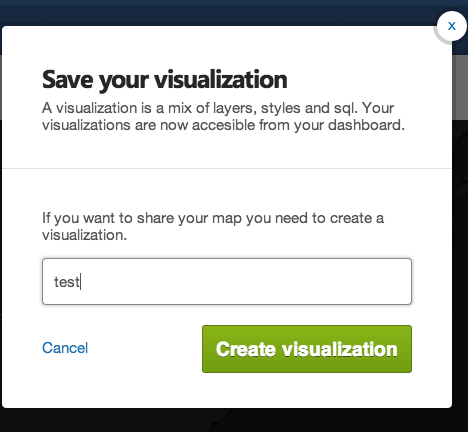 x
Save your visualization
A visualization is a mix of layers, styles and sql. Your
visualizations are now accesible from your dashboard.
If you want to share your map you need to create a
visualization.
test
Cancel
Create visualization